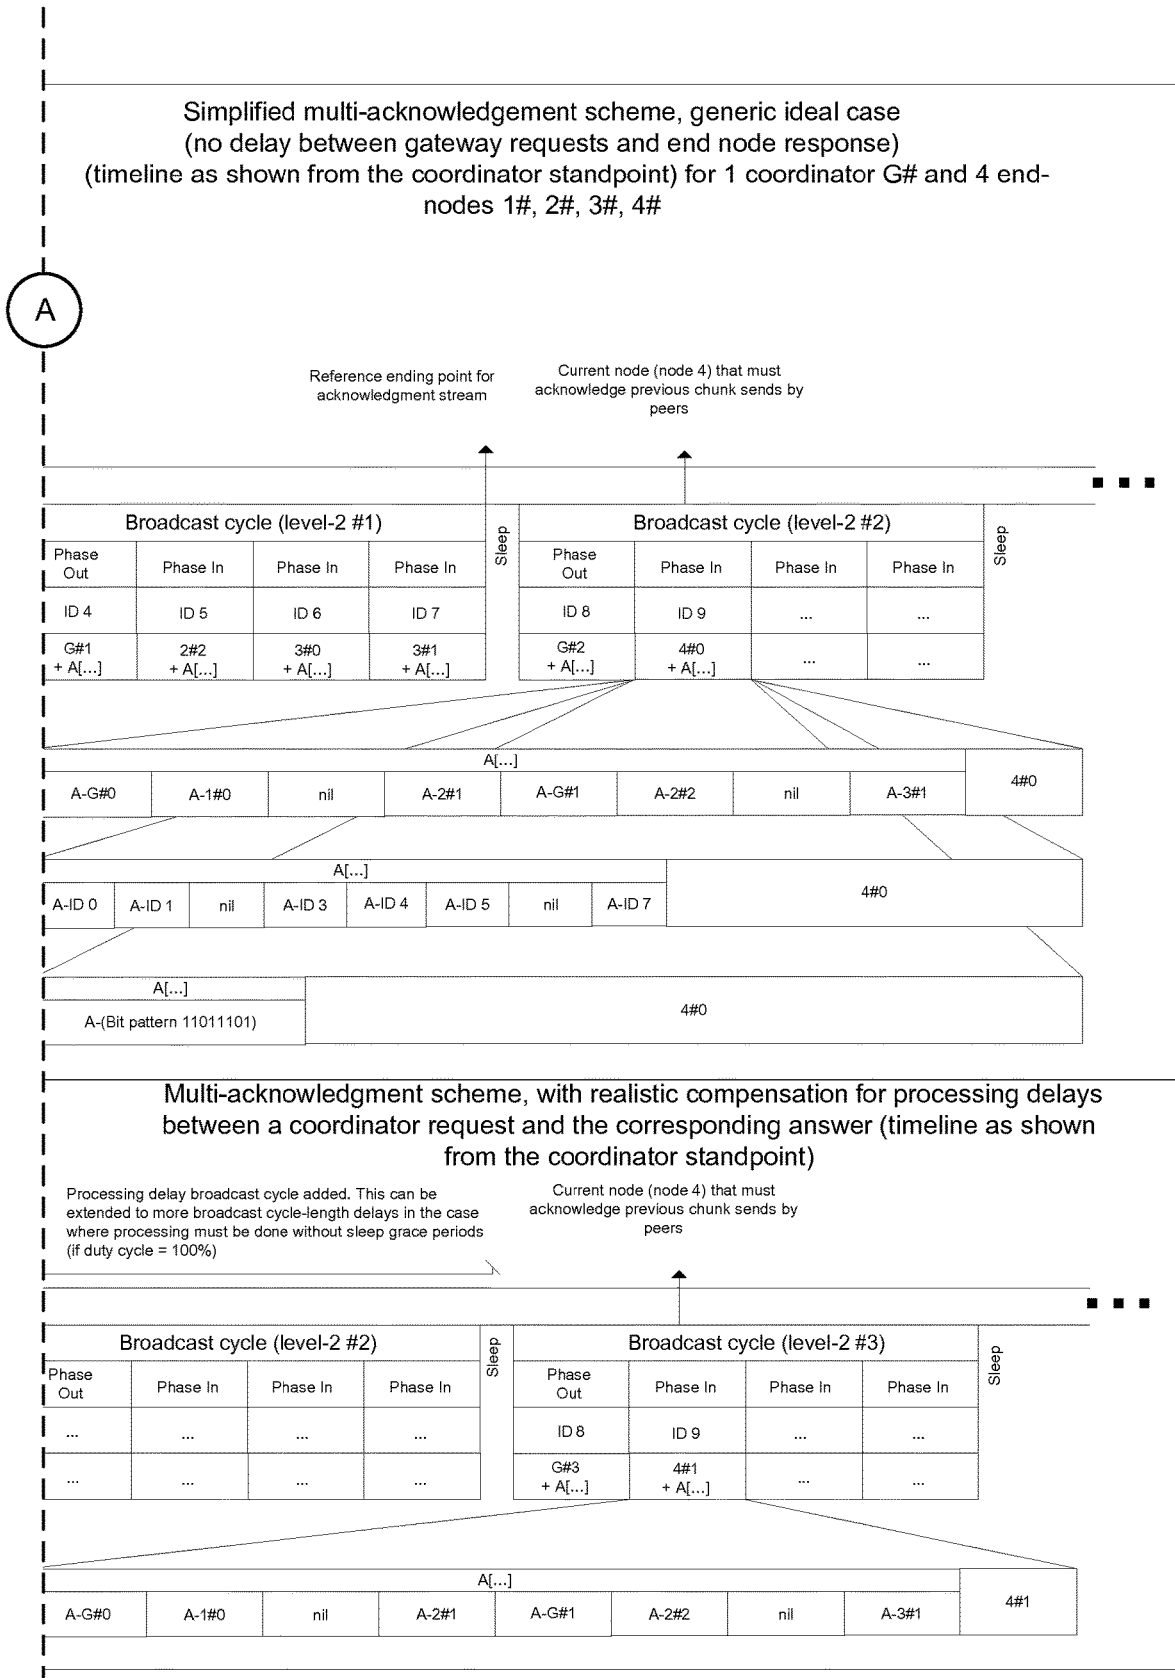 Simplified multi-acknowledgement scheme, generic ideal case
(no delay between gateway requests and end node response)
(timeline as shown from the coordinator standpoint) for 1 coordinator G# and 4 end-
nodes 1#, 2#, 3#, 4#
A
Reference ending point for
acknowledgment stream
Current node (node 4) that must
acknowledge previous chunk sends by
peers
Broadcast cycle (level-2 #1)
Sleep
Broadcast cycle (level-2 #2)
Sleep
Phase
Out
Phase In
Phase In
Phase In
Phase
Out
Phase In
Phase In
Phase In
ID 4
ID 5
ID 6
ID 7
ID 8
ID 9
...
...
G#1
+ A[...]
2#2
+ A[...]
3#0
+ A[...]
3#1
+ A[...]
G#2
+ A[...]
4#0
+ A[...]
...
...
A[...]
4#0
A-G#0
A-1#0
nil
A-2#1
A-G#1
A-2#2
nil
A-3#1
A[...]
4#0
A-ID 0
A-ID 1
nil
A-ID 3
A-ID 4
A-ID 5
nil
A-ID 7
A[...]
4#0
A-(Bit pattern 11011101)
Multi-acknowledgment scheme, with realistic compensation for processing delays
between a coordinator request and the corresponding answer (timeline as shown
from the coordinator standpoint)
Processing delay broadcast cycle added. This can be
extended to more broadcast cycle-length delays in the case
where processing must be done without sleep grace periods
(if duty cycle = 100%)
Current node (node 4) that must
acknowledge previous chunk sends by
peers
Broadcast cycle (level-2 #2)
Sleep
Broadcast cycle (level-2 #3)
Sleep
Phase
Out
Phase In
Phase In
Phase In
Phase
Out
Phase In
Phase In
Phase In
...
...
...
...
ID 8
ID 9
...
...
...
...
...
...
G#3
+ A[...]
4#1
+ A[...]
...
...
A[...]
4#1
A-G#0
A-1#0
nil
A-2#1
A-G#1
A-2#2
nil
A-3#1